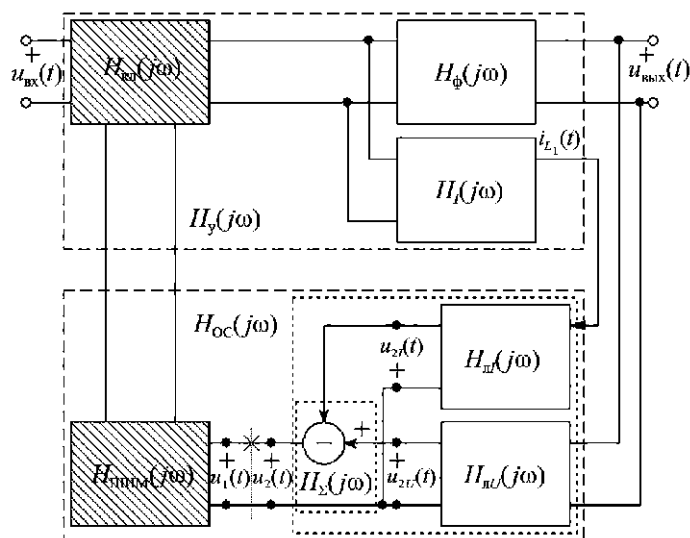 +
+
u_вх(t)
H_кл(jω)
H_ф(jω)
u_вых(t)
i_L₁(t)
H_I(jω)
H_у(jω)
H_ОС(jω)
u_2I(t)
H_пI(jω)
+
+
−
+
+
+
H_ШИМ(jω)
u_1(t)
u_2(t)
H_Σ(jω)
u_2U(t)
H_пU(jω)